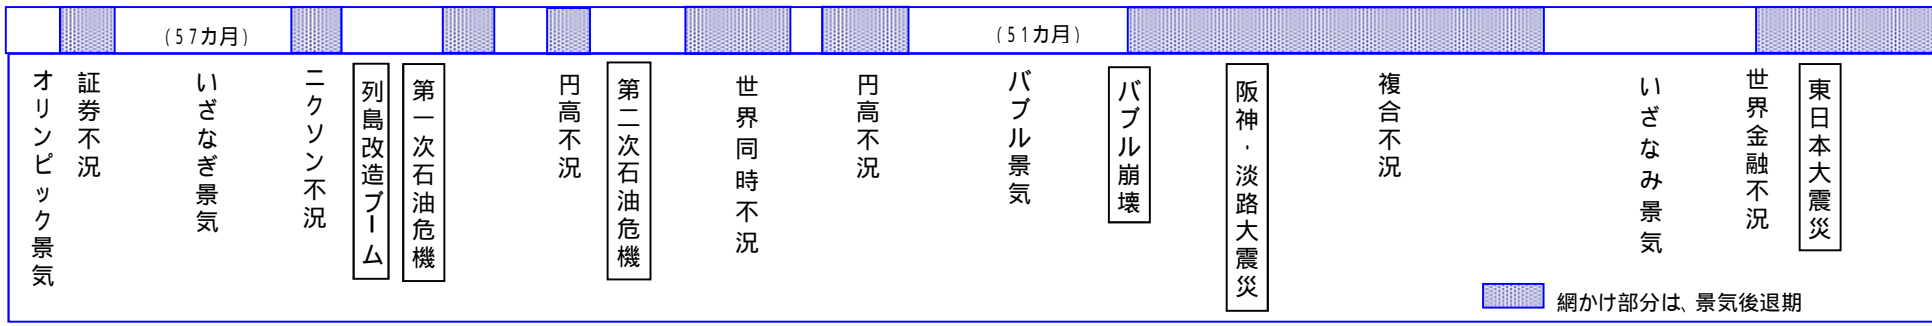 (57カ月)
(51カ月)
オリンピック景気
証券不況
いざなぎ景気
ニクソン不況
列島改造ブーム
第一次石油危機
円高不況
第二次石油危機
世界同時不況
円高不況
バブル景気
バブル崩壊
阪神・淡路大震災
複合不況
いざなみ景気
世界金融不況
東日本大震災
網かけ部分は、景気後退期